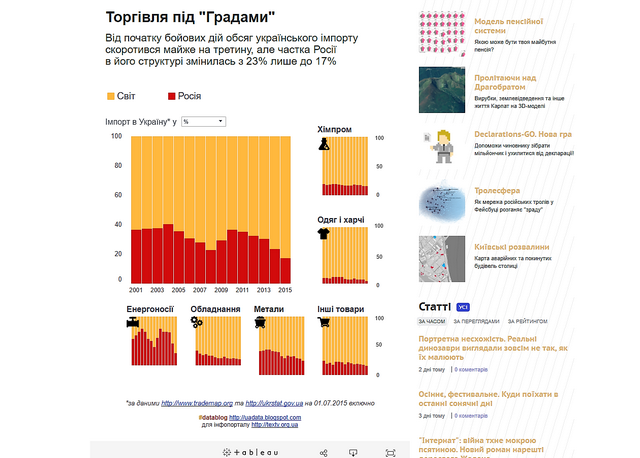 Торгівля під "Градами"
Від початку бойових дій обсяг українського імпорту
скоротився майже на третину, але частка Росії
в його структурі змінилась з 23% лише до 17%
Світ
Росія
Імпорт в Україну* у
%
100
80
60
40
20
0
2001 2003 2005 2007 2009 2011 2013 2015
Хімпром
100
50
0
Одяг і харчі
100
50
0
Енергоносії
Обладнання
Метали
Інші товари
100
50
0
*за даними http://www.trademap.org та http://ukrstat.gov.ua на 01.07.2015 включно
#datablog http://uadata.blogspot.com
для інфопорталу http://texty.org.ua
+ableau
Модель пенсійної
системи
Якою може бути твоя майбутня
пенсія?
Пролітаючи над
Драгобратом
Вирубки, землевідведення та інше
життя Карпат на 3D-моделі
Declarations-GO. Нова гра
Допоможи чиновнику зібрати
мільйончик і ухилитися від декларації!
Тролесфера
Як мережа російських тролів у
Фейсбуці розганяє "зраду"
Київські розвалини
Карта аварійних та покинутих
будівель столиці
Статті
УСІ
ЗА ЧАСОМ ЗА ПЕРЕГЛЯДАМИ ЗА РЕЙТИНГОМ
Портретна несхожість. Реальні
динозаври виглядали зовсім не так, як
їх малюють
2 дні тому | 0 коментарів
Осіннє, фестивальне. Куди поїхати в
останні сонячні дні
3 дні тому | 0 коментарів
"Інтернат": війна тхне мокрою
псятиною. Новий роман нарешті